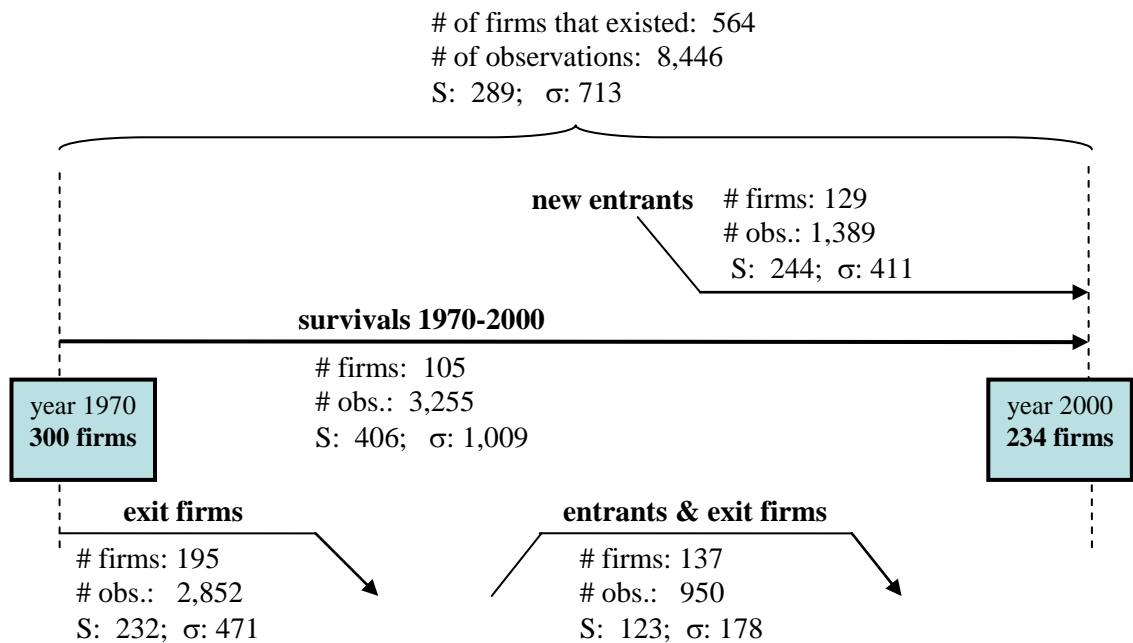 # of firms that existed: 564
# of observations: 8,446
S: 289; σ: 713
new entrants
# firms: 129
# obs.: 1,389
S: 244; σ: 411
survivals 1970-2000
# firms: 105
# obs.: 3,255
S: 406; σ: 1,009
year 1970
300 firms
year 2000
234 firms
exit firms
# firms: 195
# obs.: 2,852
S: 232; σ: 471
entrants & exit firms
# firms: 137
# obs.: 950
S: 123; σ: 178